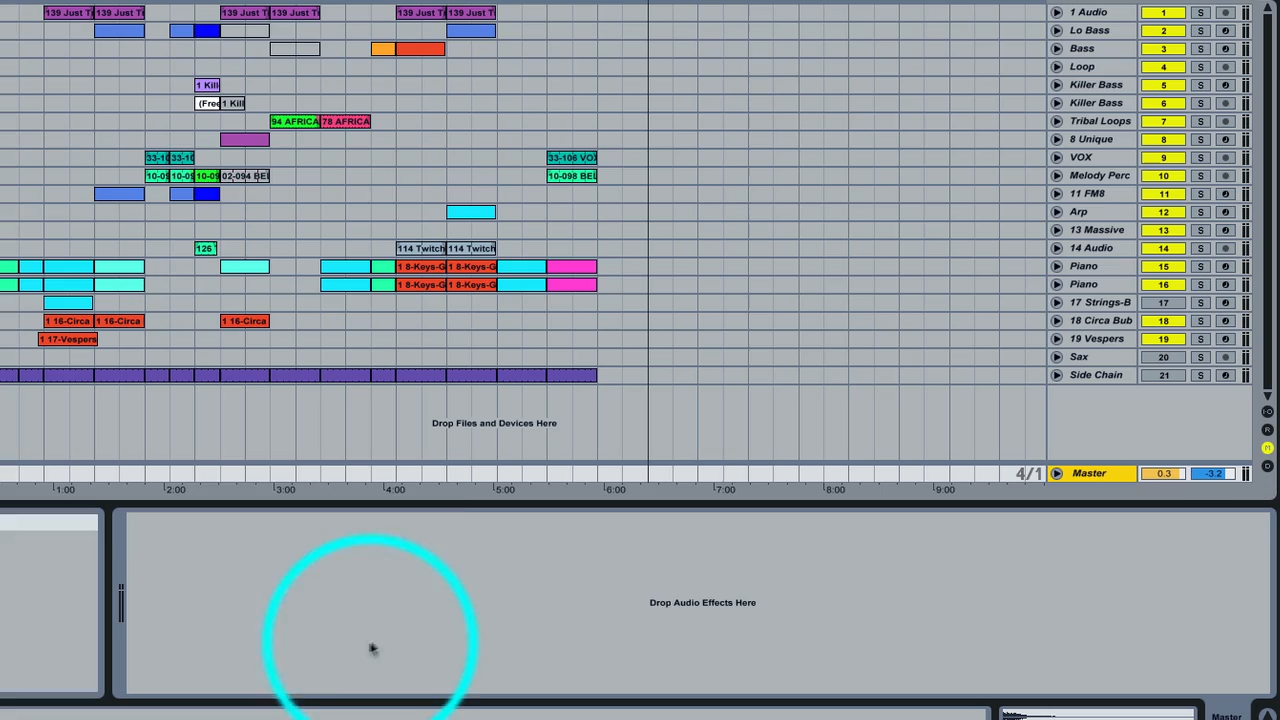 139 Just T 139 Just T 139 Just T 139 Just T 139 Just T 139 Just T 1 Audio 1 S
Lo Bass 2 S
Bass 3 S
Loop 4 S
1 Kill Killer Bass 5 S
(Free 1 Kill Killer Bass 6 S
94 AFRICA 78 AFRICA Tribal Loops 7 S
8 Unique 8 S
33-10 33-10 33-106 VOX VOX 9 S
10-09 10-09 10-09 02-094 BEL 10-098 BEL Melody Perc 10 S
11 FM8 11 S
Arp 12 S
13 Massive 13 S
126 114 Twitch 114 Twitch 14 Audio 14 S
1 8-Keys-G 1 8-Keys-G Piano 15 S
1 8-Keys-G 1 8-Keys-G Piano 16 S
17 Strings-B 17 S
1 16-Circa 1 16-Circa 1 16-Circa 18 Circa Bub 18 S
1 17-Vespers 19 Vespers 19 S
Sax 20 S
Side Chain 21 S
Drop Files and Devices Here
I·O
R
M
D
4/1 Master 0.3 -3.2
1:00 2:00 3:00 4:00 5:00 6:00 7:00 8:00 9:00
Drop Audio Effects Here
Master